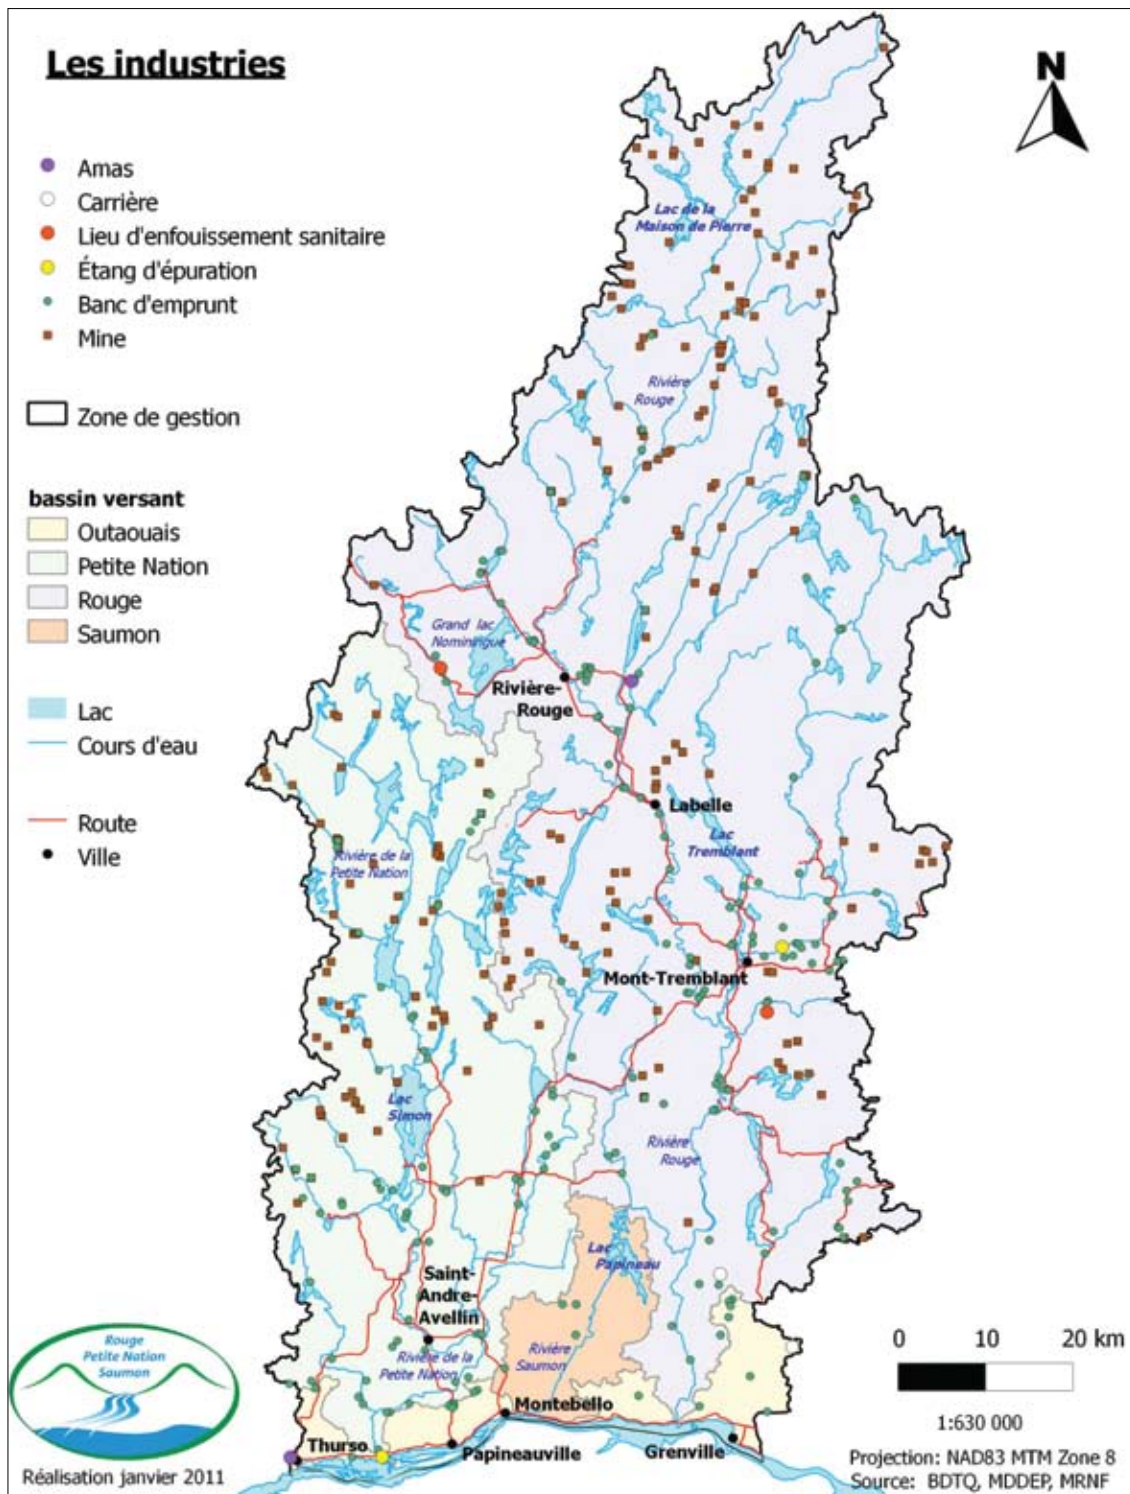 Les industries
N
Amas
Carrière
Lieu d'enfouissement sanitaire
Étang d'épuration
Banc d'emprunt
Mine
Zone de gestion
bassin versant
Outaouais
Petite Nation
Rouge
Saumon
Lac
Cours d'eau
Route
Ville
Lac de la
Maison de Pierre
Rivière
Rouge
Grand lac
Nominingue
Rivière-
Rouge
Labelle
Lac
Tremblant
Rivière de la
Petite Nation
Mont-Tremblant
Lac
Simon
Rivière
Rouge
Lac
Papineau
Saint-
Andre-
Avellin
Rivière
Saumon
Rivière de la
Petite Nation
Montebello
Thurso
Papineauville
Grenville
Rouge
Petite Nation
Saumon
Réalisation janvier 2011
0 10 20 km
1:630 000
Projection: NAD83 MTM Zone 8
Source: BDTQ, MDDEP, MRNF